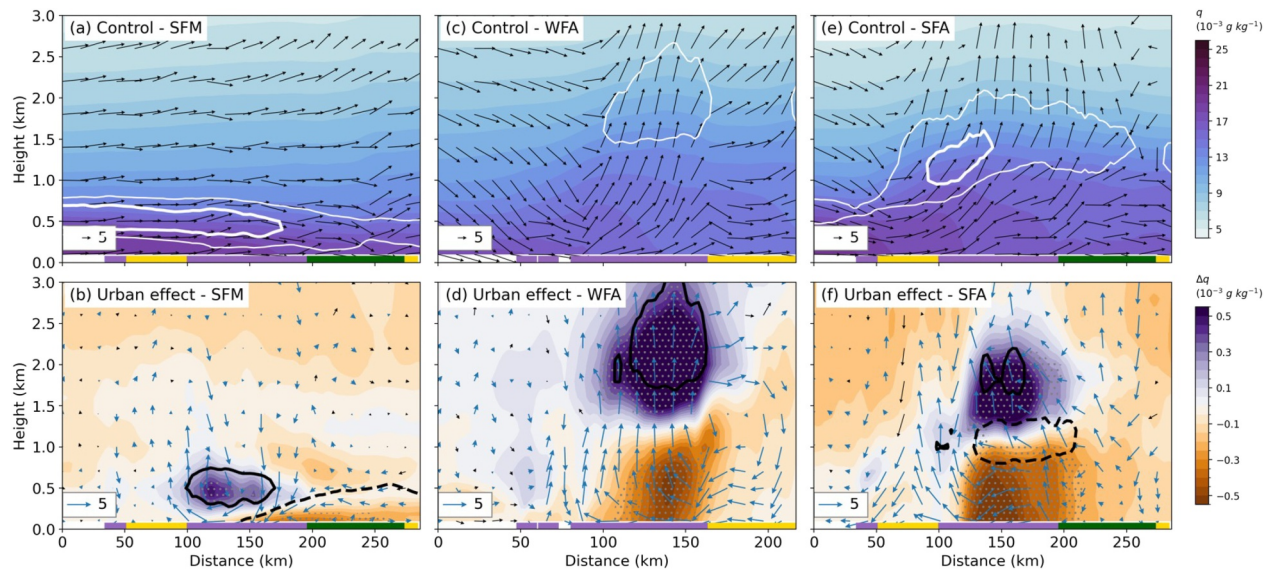 (a) Control - SFM
(c) Control - WFA
(e) Control - SFA
q
(10⁻³ g kg⁻¹)
3.0
2.5
2.0
1.5
1.0
0.5
0.0
Height (km)
5
5
5
25
23
21
19
17
15
13
11
9
7
5
(b) Urban effect - SFM
(d) Urban effect - WFA
(f) Urban effect - SFA
Δq
(10⁻³ g kg⁻¹)
3.0
2.5
2.0
1.5
1.0
0.5
0.0
Height (km)
5
5
5
0.5
0.3
0.1
-0.1
-0.3
-0.5
0 50 100 150 200 250
0 50 100 150 200
0 50 100 150 200 250
Distance (km)
Distance (km)
Distance (km)